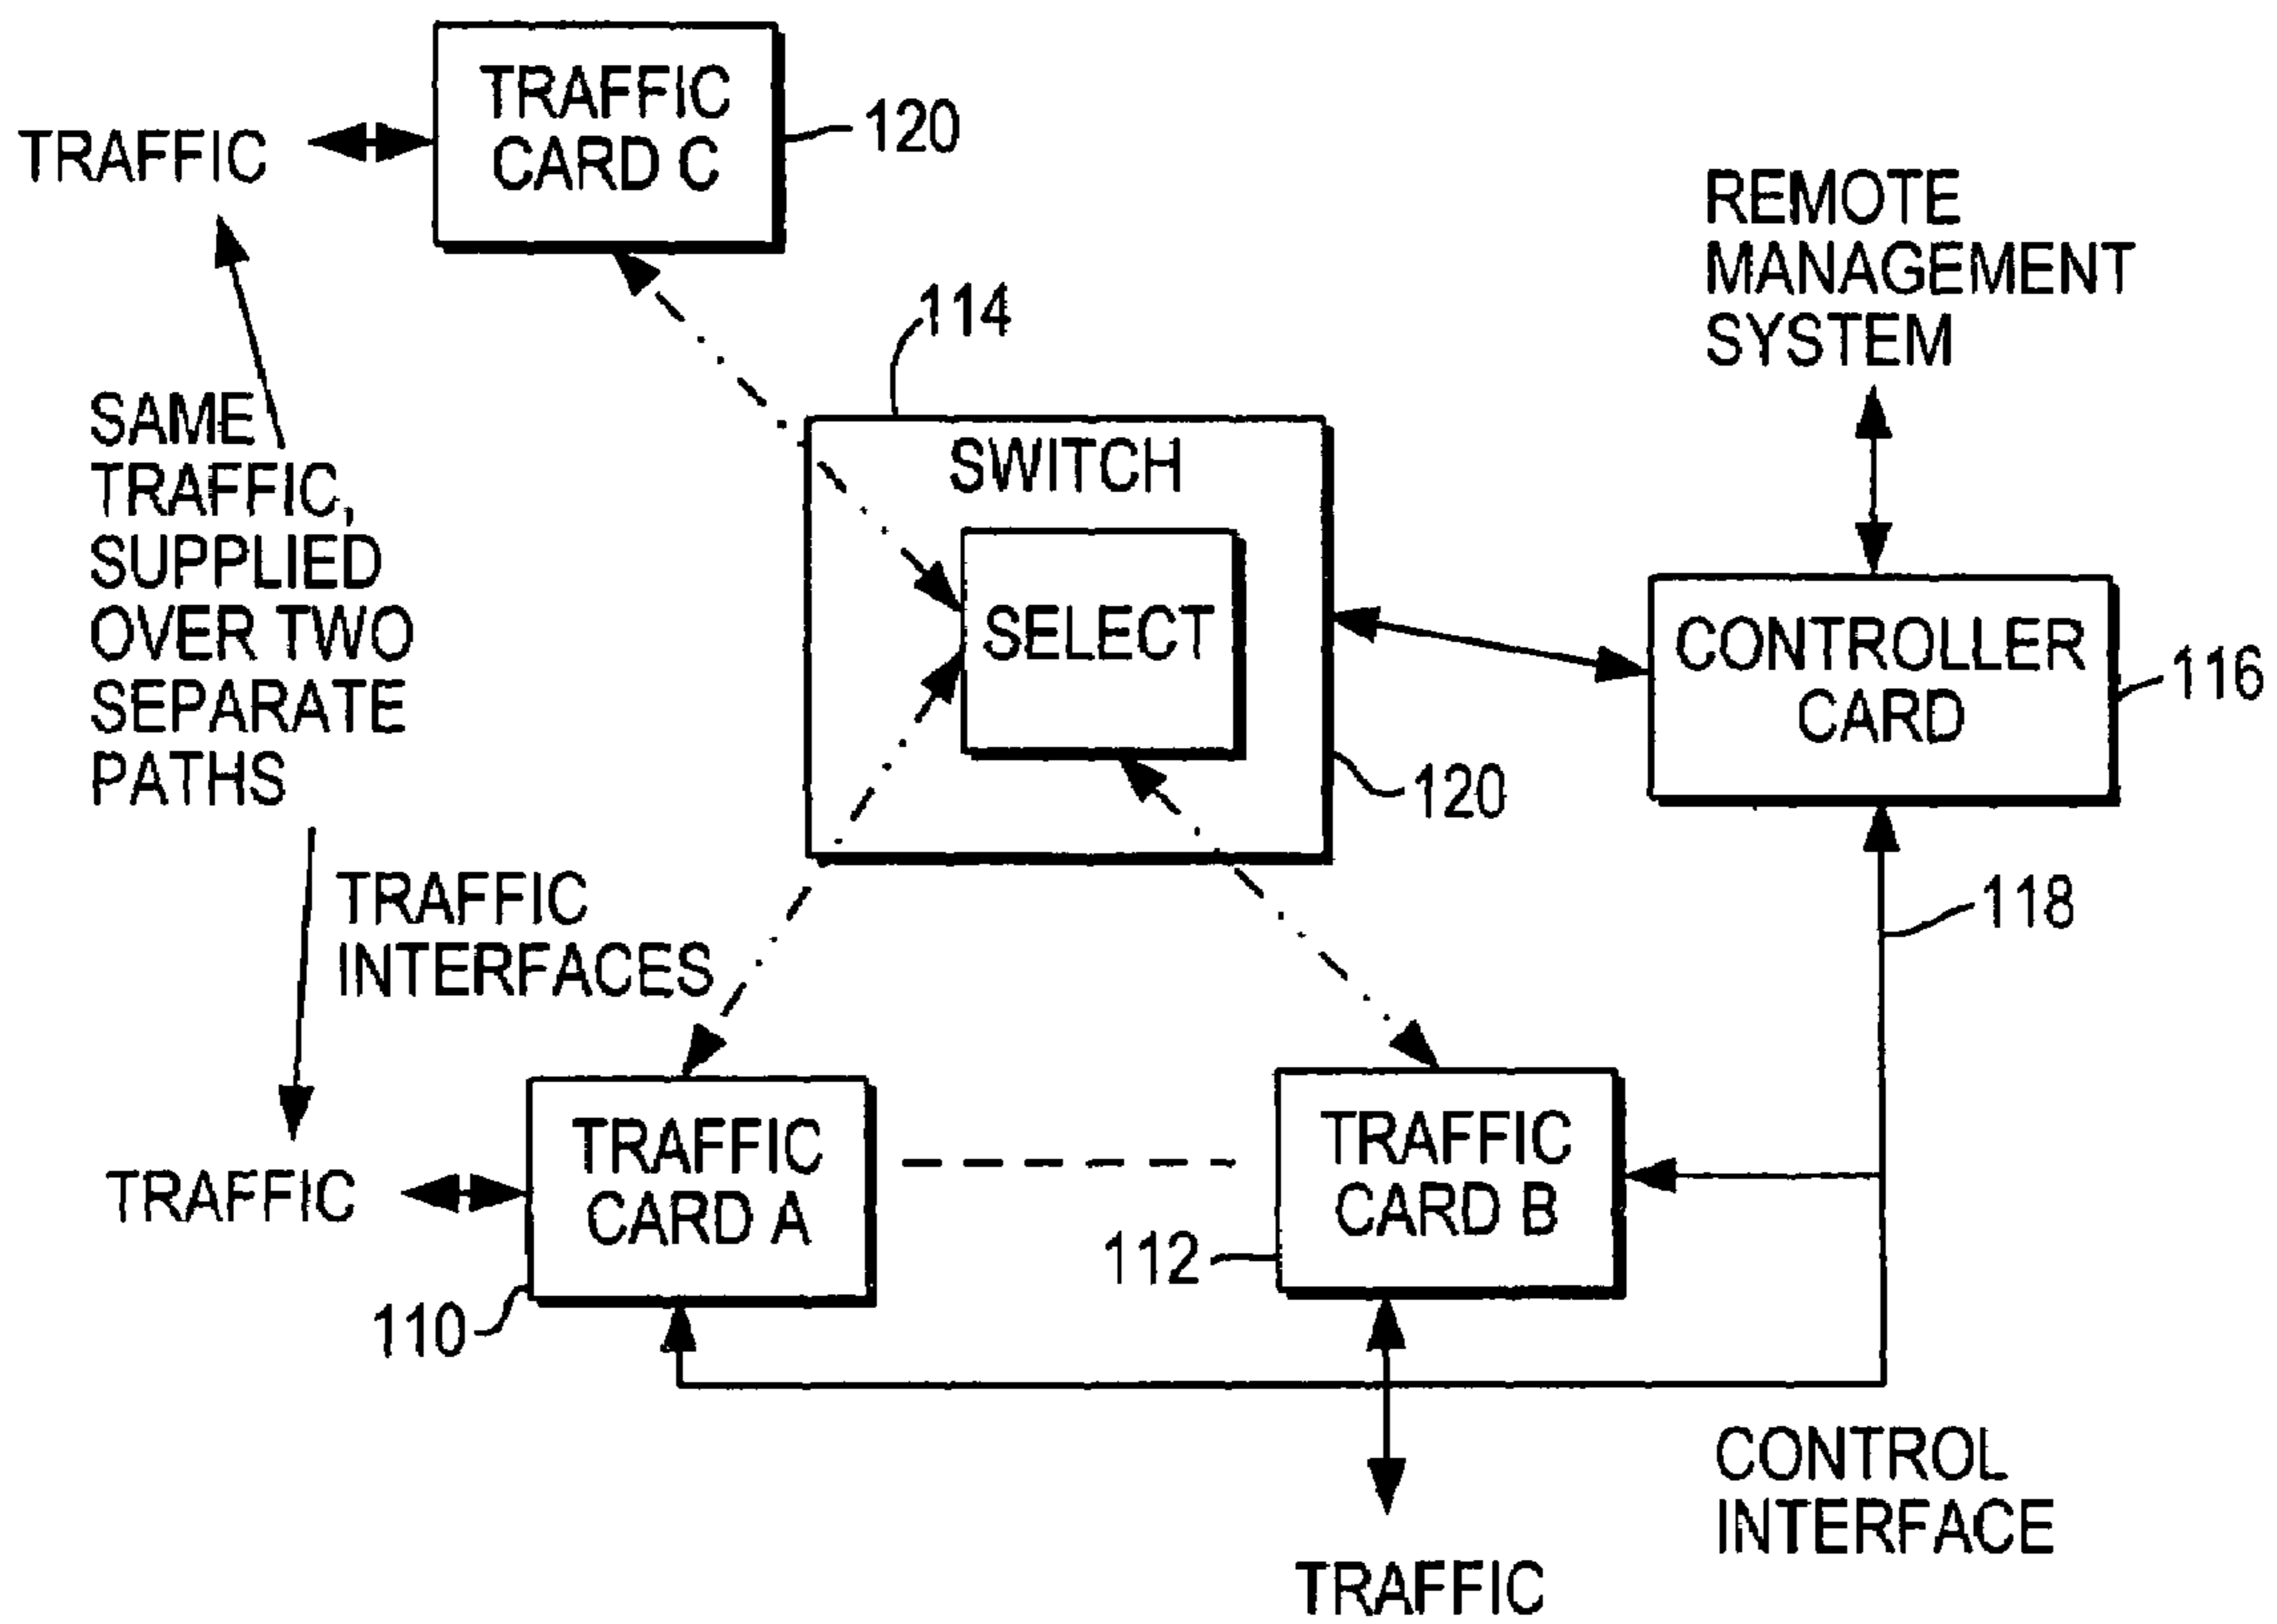 TRAFFIC
CARD C
120
TRAFFIC
REMOTE
MANAGEMENT
SYSTEM
114
SWITCH
SAME
TRAFFIC,
SUPPLIED
OVER TWO
SEPARATE
PATHS
SELECT
CONTROLLER
CARD
116
120
TRAFFIC
INTERFACES
118
TRAFFIC
CARD A
TRAFFIC
CARD B
TRAFFIC
112
110
CONTROL
INTERFACE
TRAFFIC